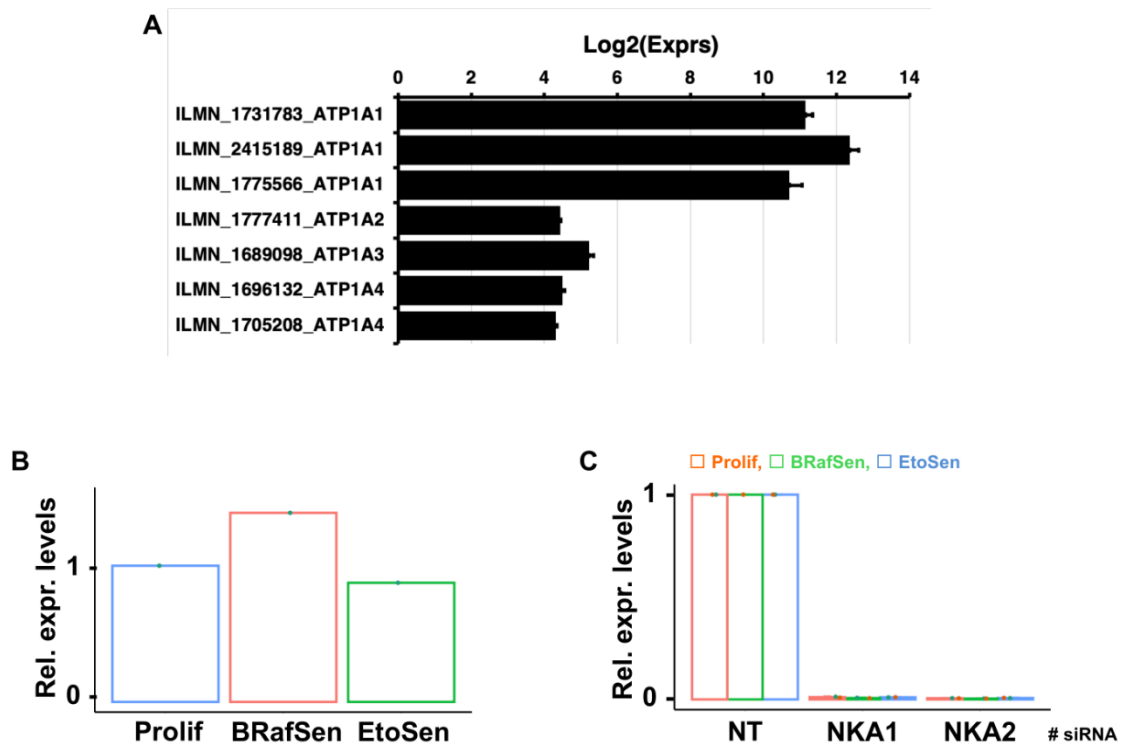 A
Log2(Exprs)
0 2 4 6 8 10 12 14
ILMN_1731783_ATP1A1
ILMN_2415189_ATP1A1
ILMN_1775566_ATP1A1
ILMN_1777411_ATP1A2
ILMN_1689098_ATP1A3
ILMN_1696132_ATP1A4
ILMN_1705208_ATP1A4
B
Rel. expr. levels
1
0
Prolif BRafSen EtoSen
C
Prolif, BRafSen, EtoSen
Rel. expr. levels
1
0
NT NKA1 NKA2 # siRNA